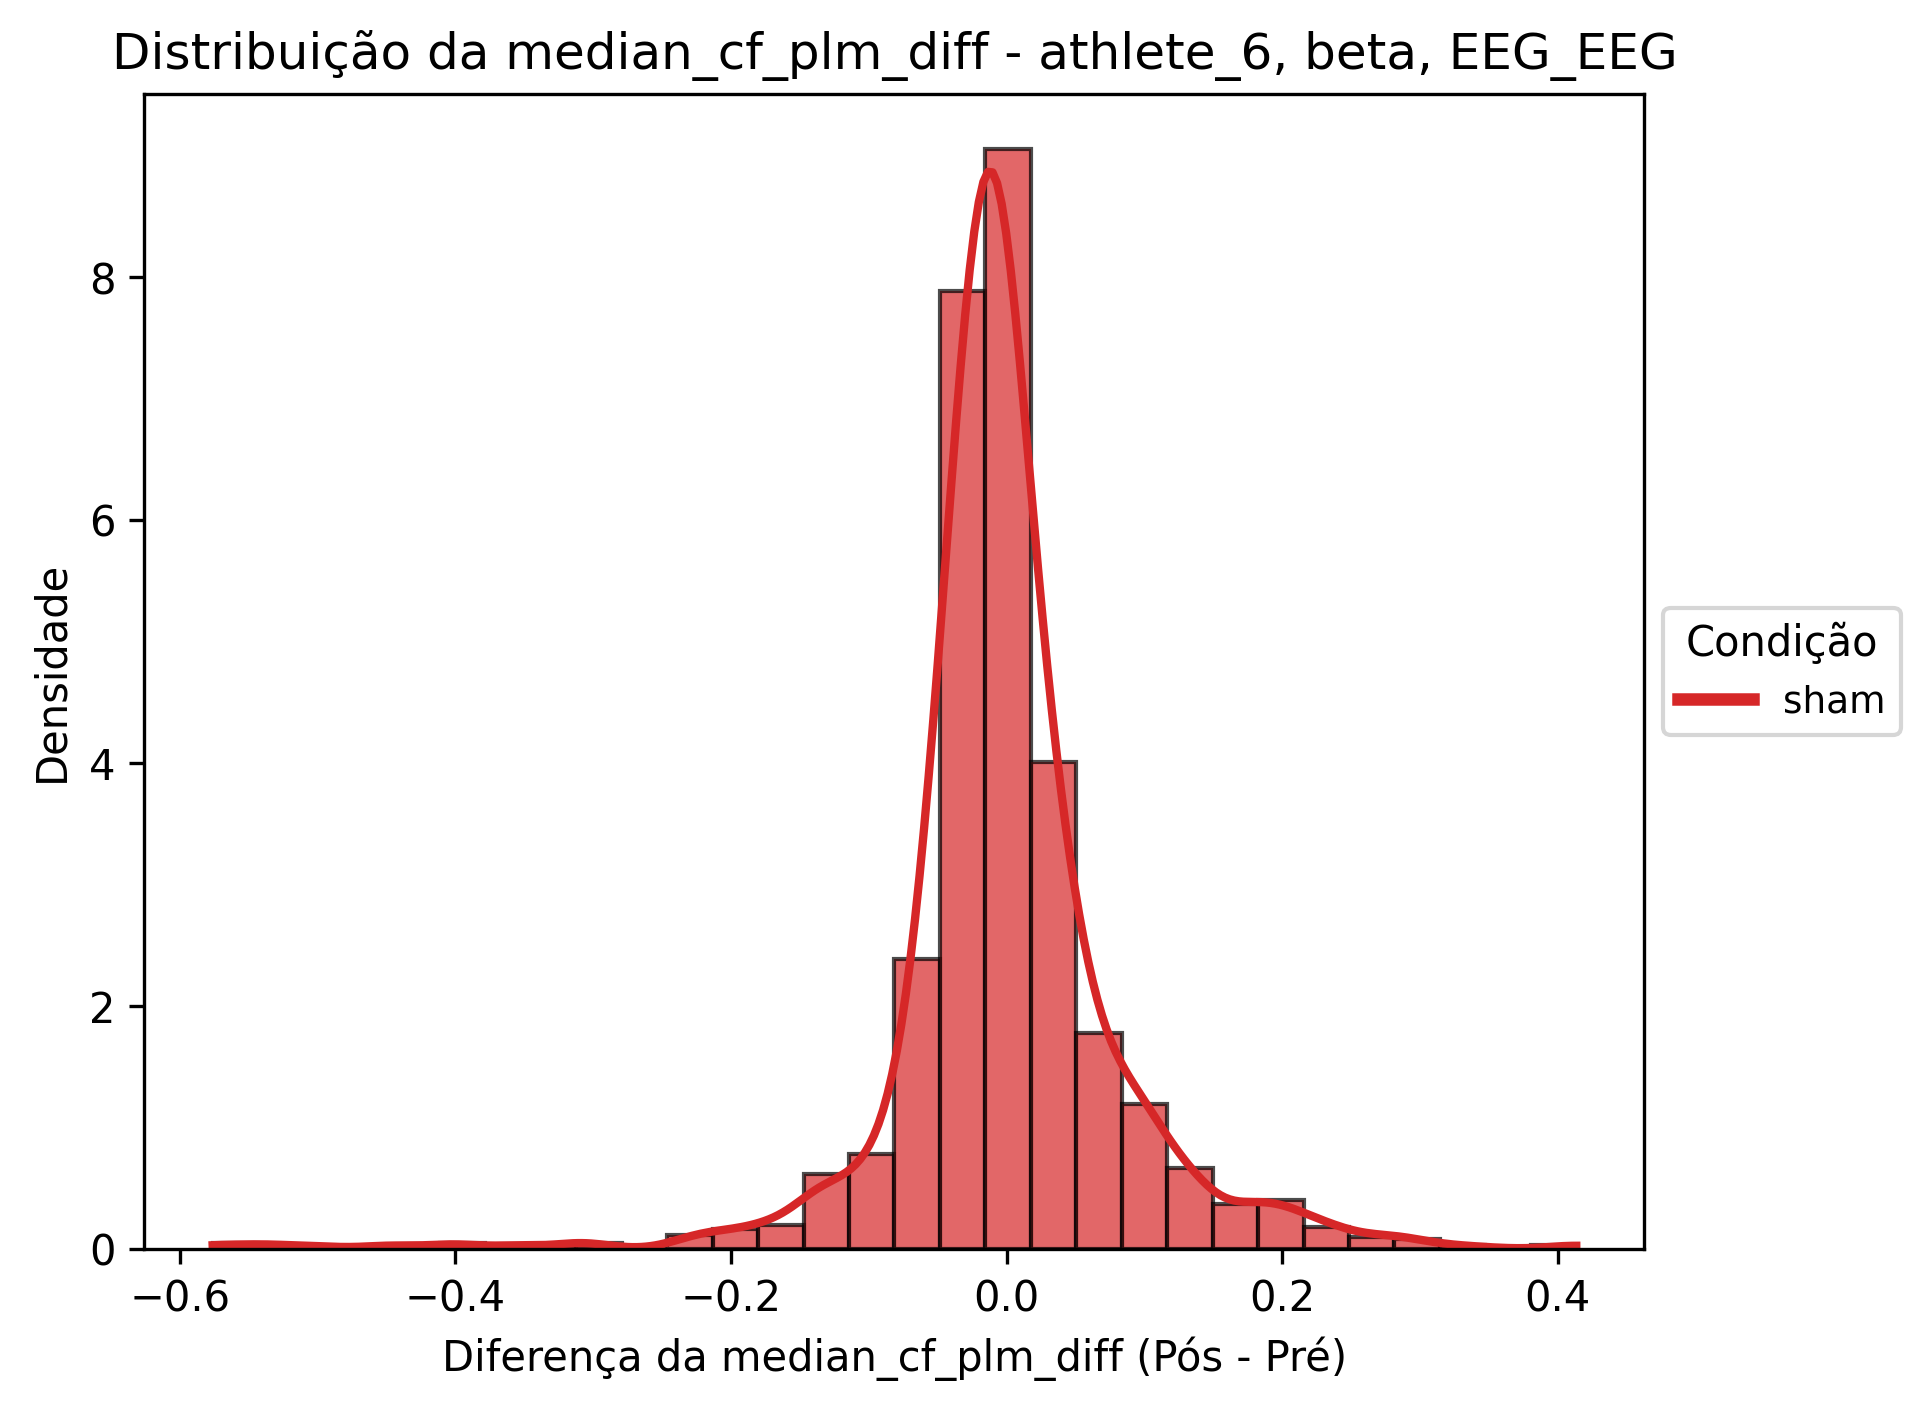 Distribuição da median_cf_plm_diff - athlete_6, beta, EEG_EEG
Densidade
8
6
4
2
0
−0.6
−0.4
−0.2
0.0
0.2
0.4
Diferença da median_cf_plm_diff (Pós - Pré)
Condição
sham